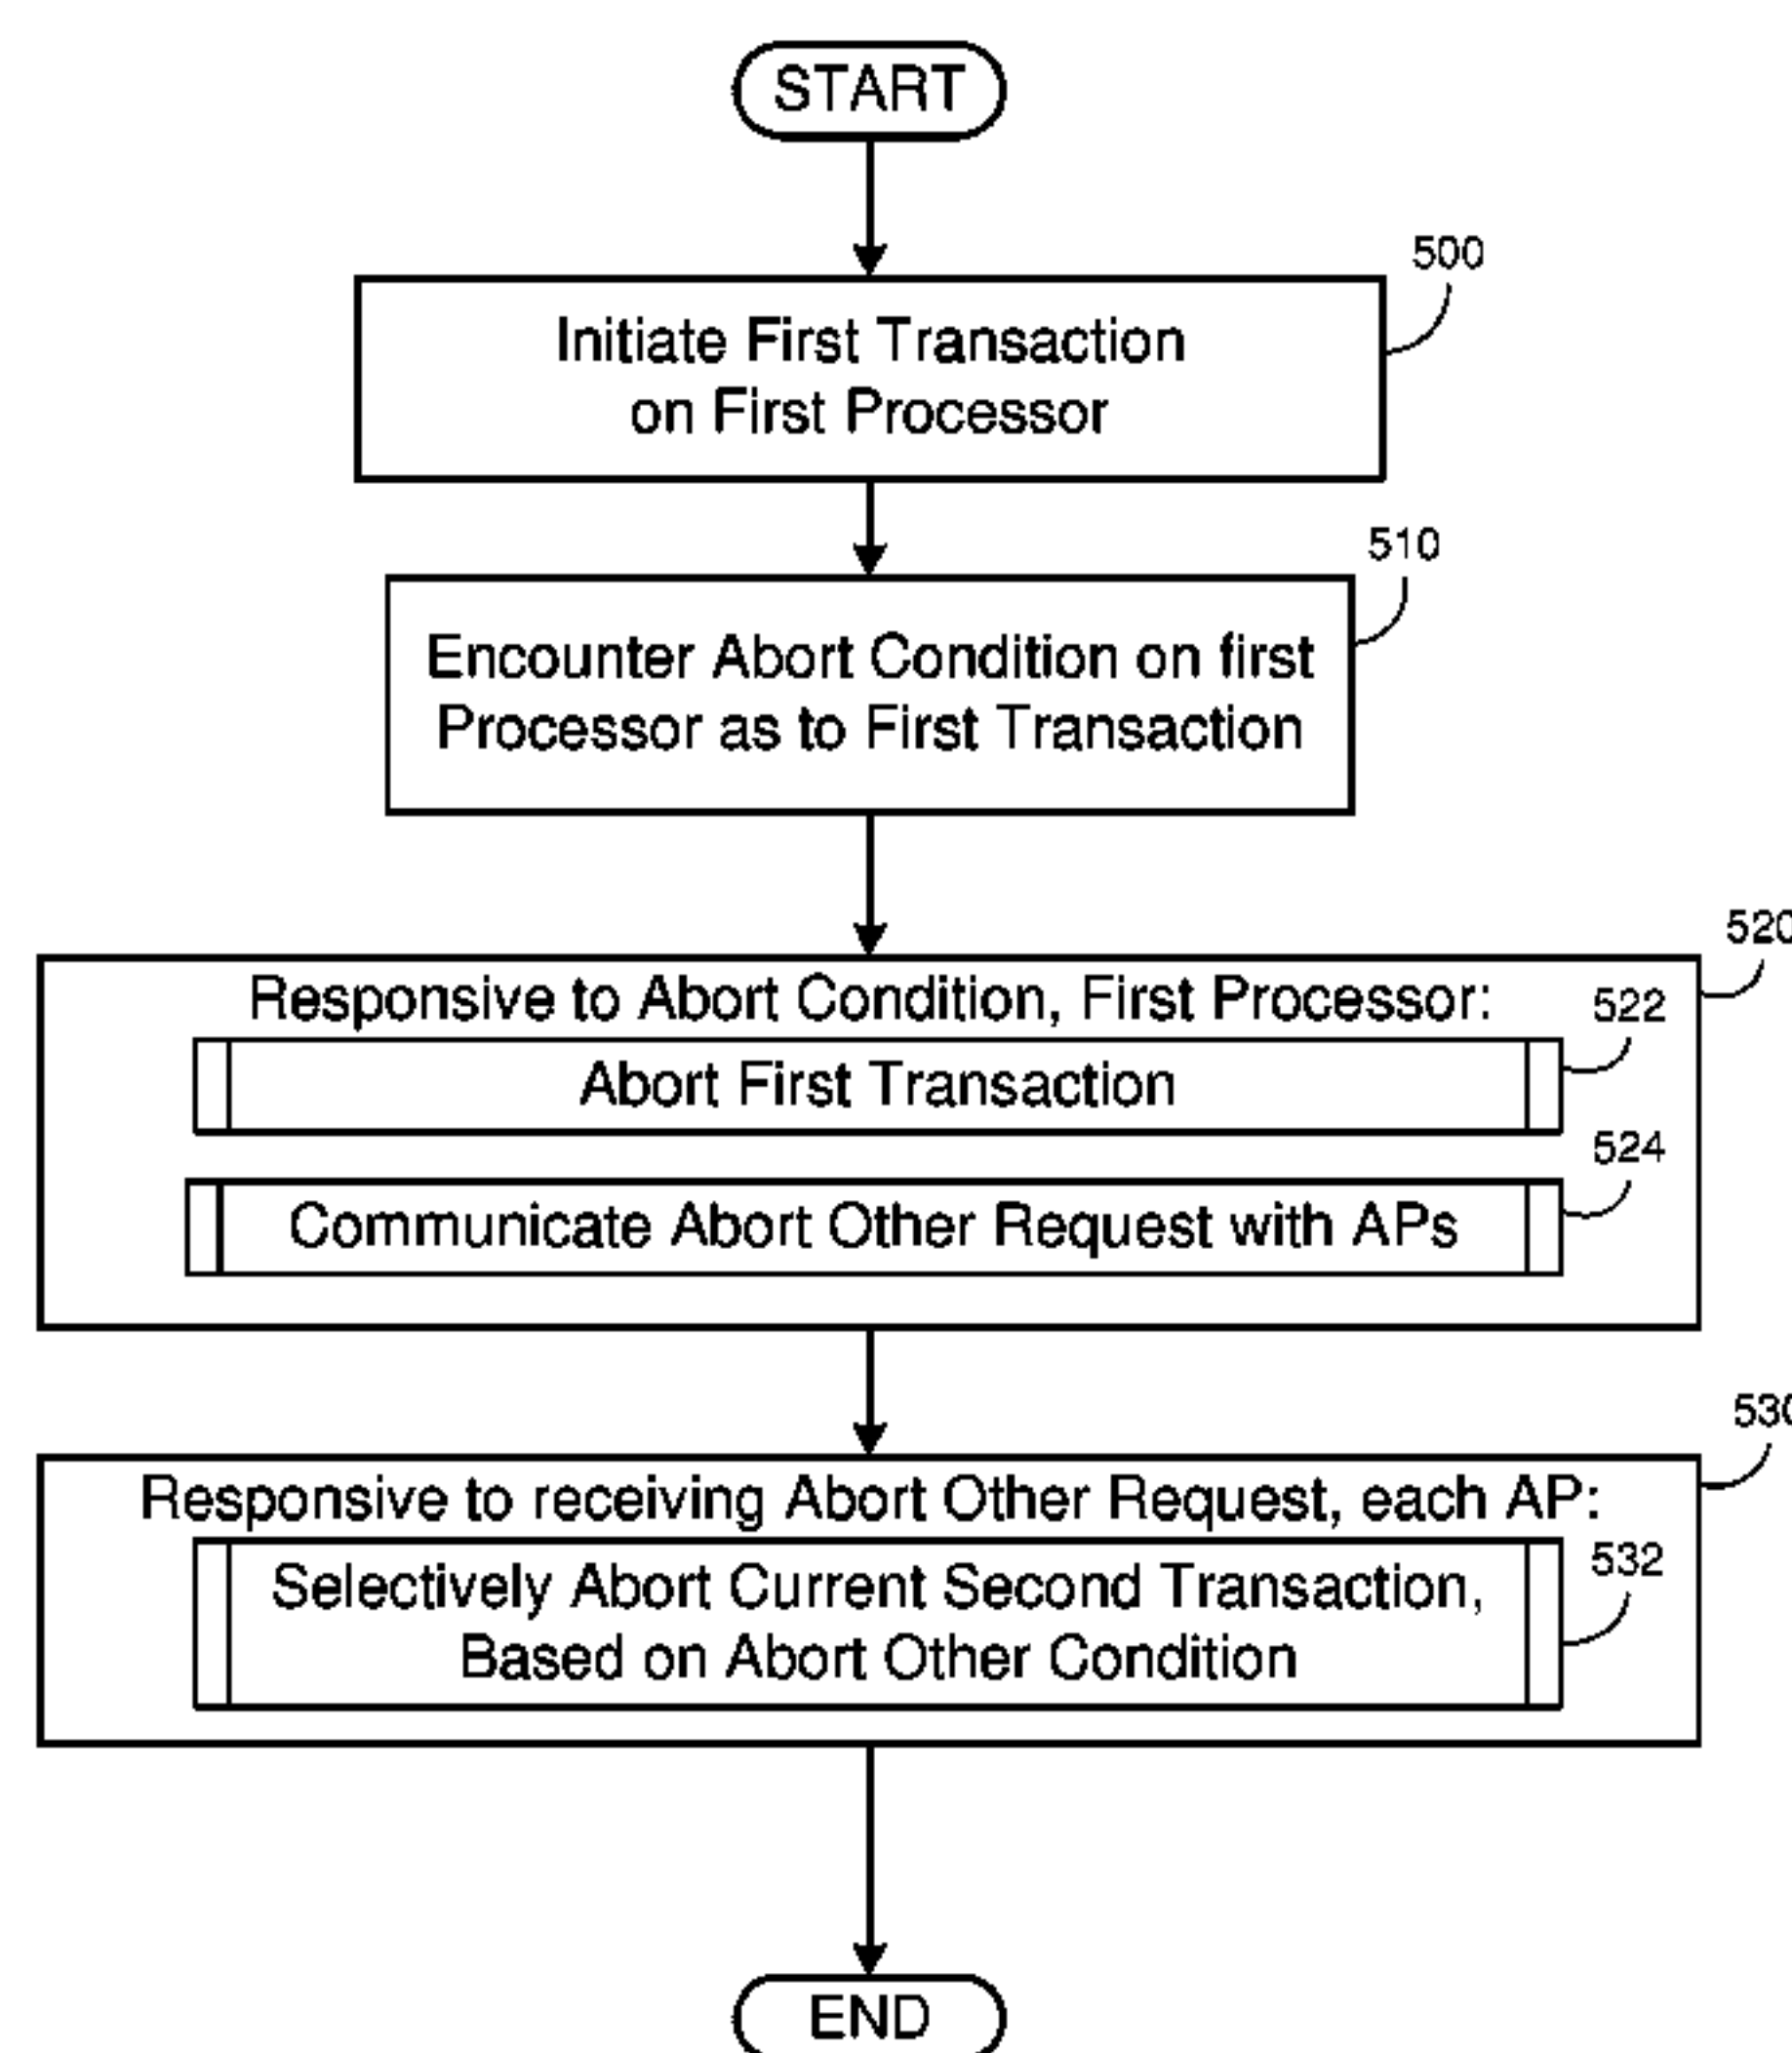 START
500
Initiate First Transaction
on First Processor
510
Encounter Abort Condition on first
Processor as to First Transaction
520
Responsive to Abort Condition, First Processor:
522
Abort First Transaction
524
Communicate Abort Other Request with APs
530
Responsive to receiving Abort Other Request, each AP:
532
Selectively Abort Current Second Transaction,
Based on Abort Other Condition
END